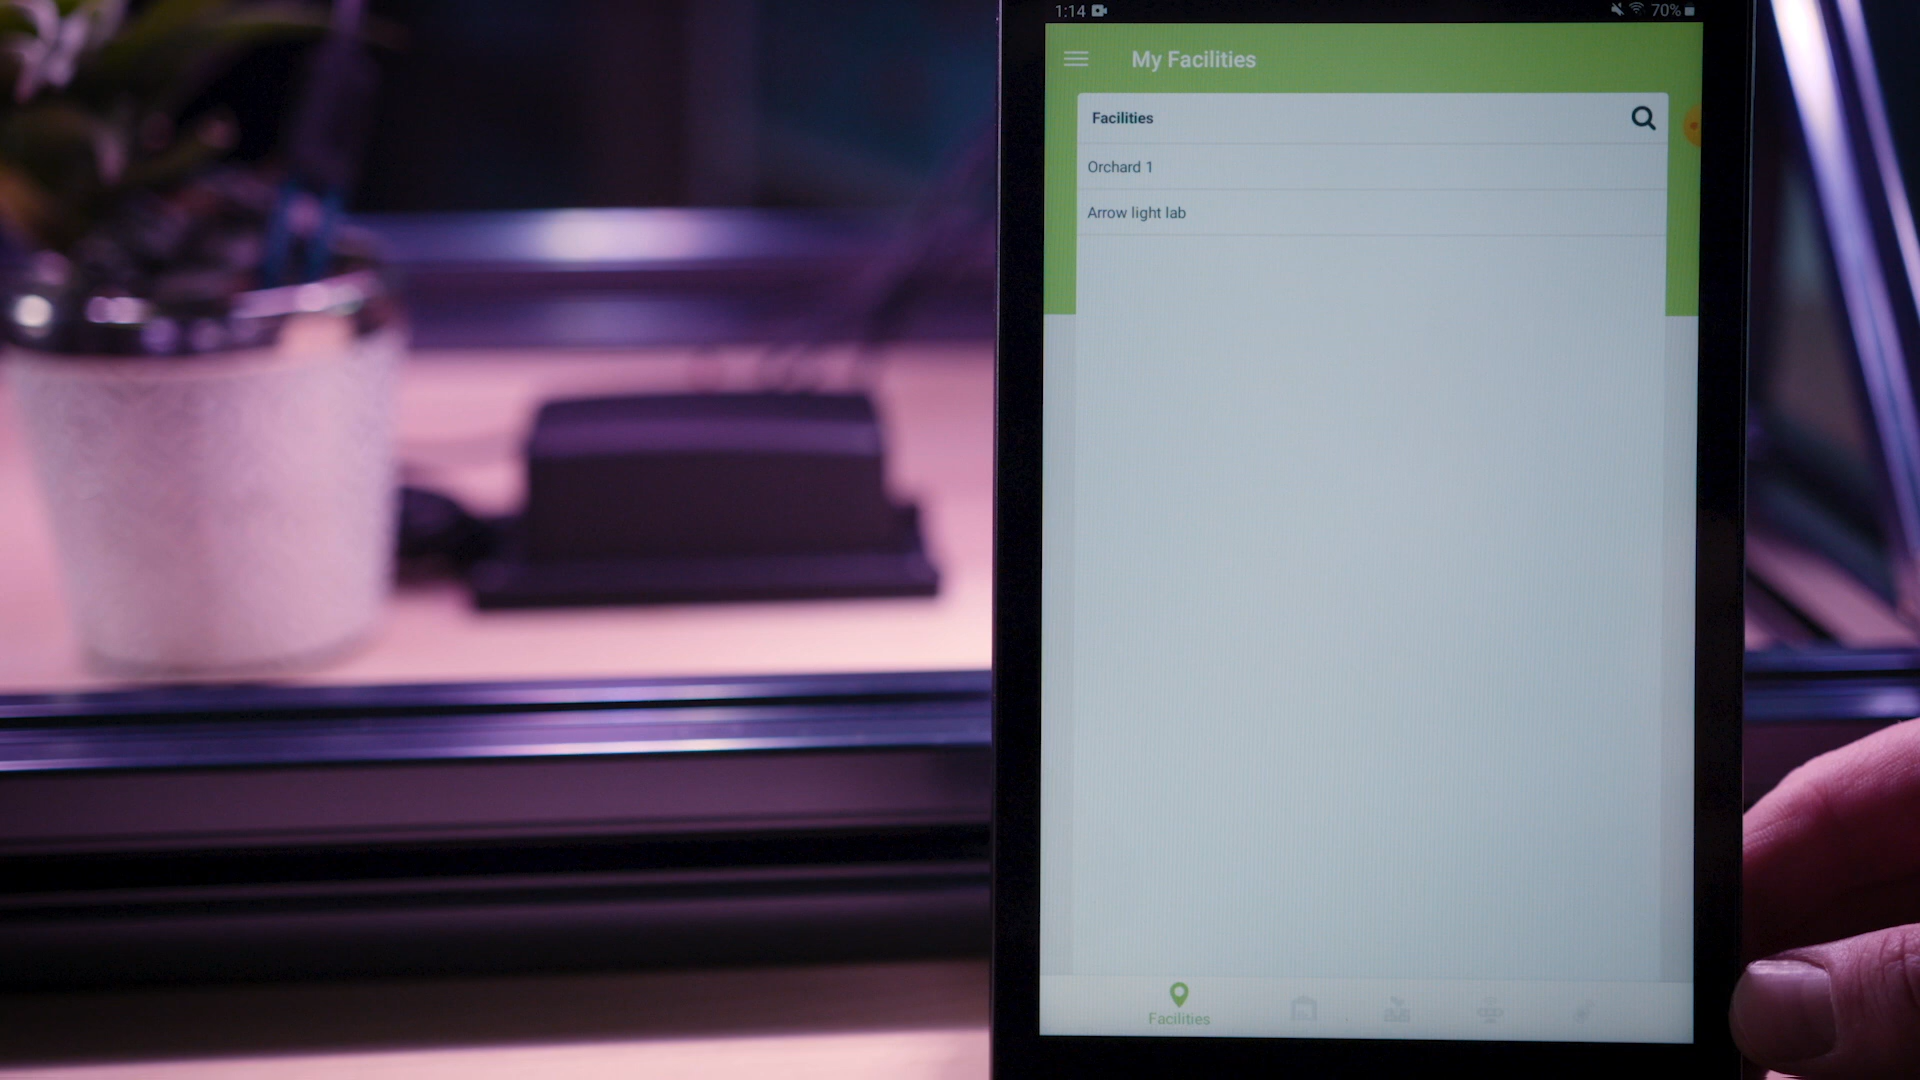 1:14
70%
My Facilities
Facilities
Orchard 1
Arrow light lab
Facilities